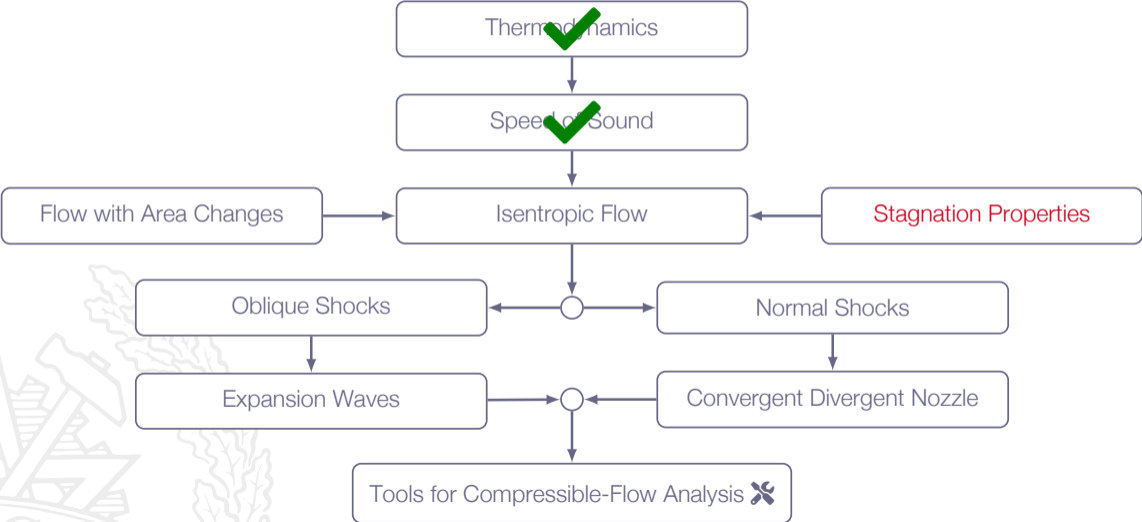 Thermodynamics
Speed of Sound
Flow with Area Changes
Isentropic Flow
Stagnation Properties
Oblique Shocks
Normal Shocks
Expansion Waves
Convergent Divergent Nozzle
Tools for Compressible-Flow Analysis